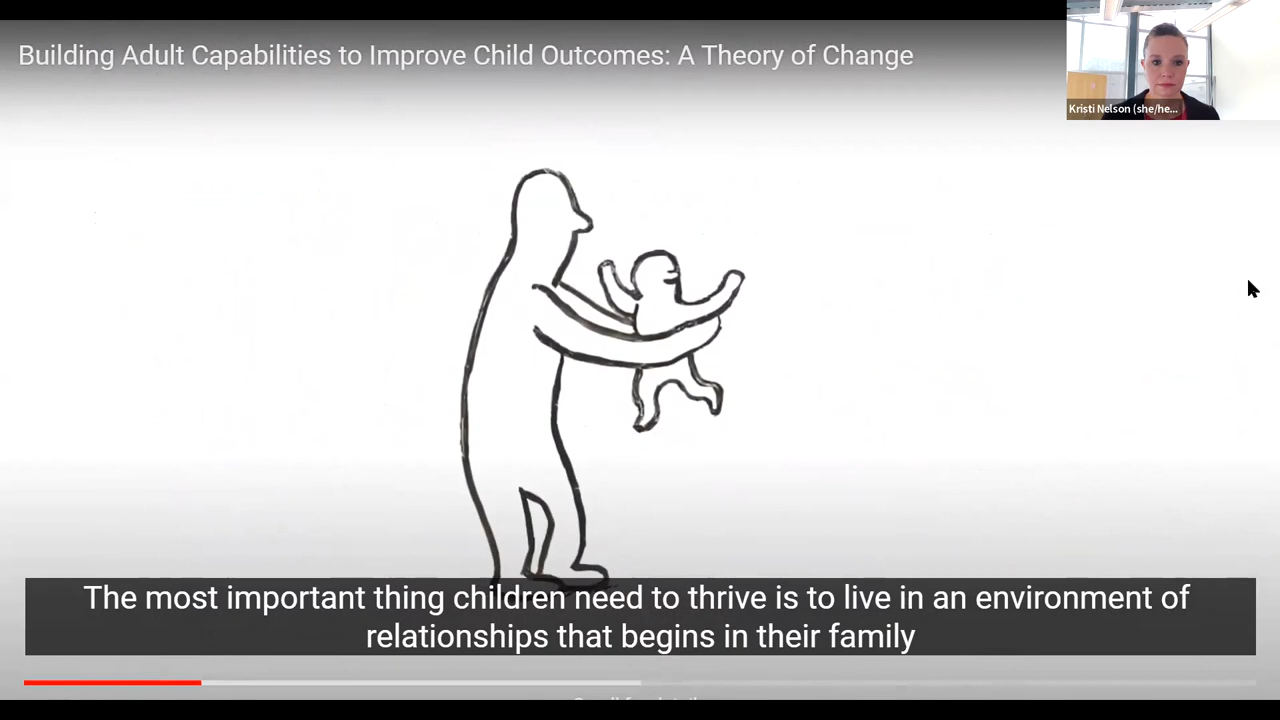 Building Adult Capabilities to Improve Child Outcomes: A Theory of Change
Kristi Nelson (she/he...
The most important thing children need to thrive is to live in an environment of
relationships that begins in their family